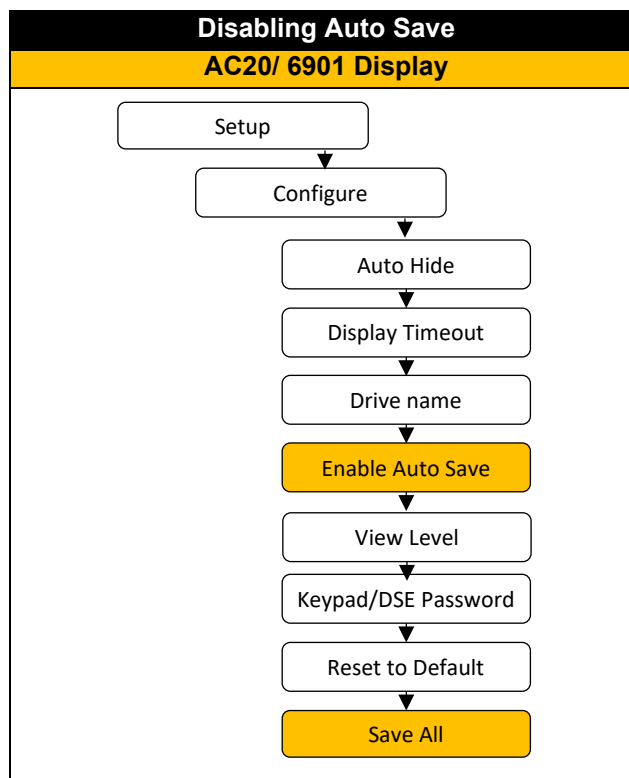 Disabling Auto Save
AC20/ 6901 Display
Setup
Configure
Auto Hide
Display Timeout
Drive name
Enable Auto Save
View Level
Keypad/DSE Password
Reset to Default
Save All